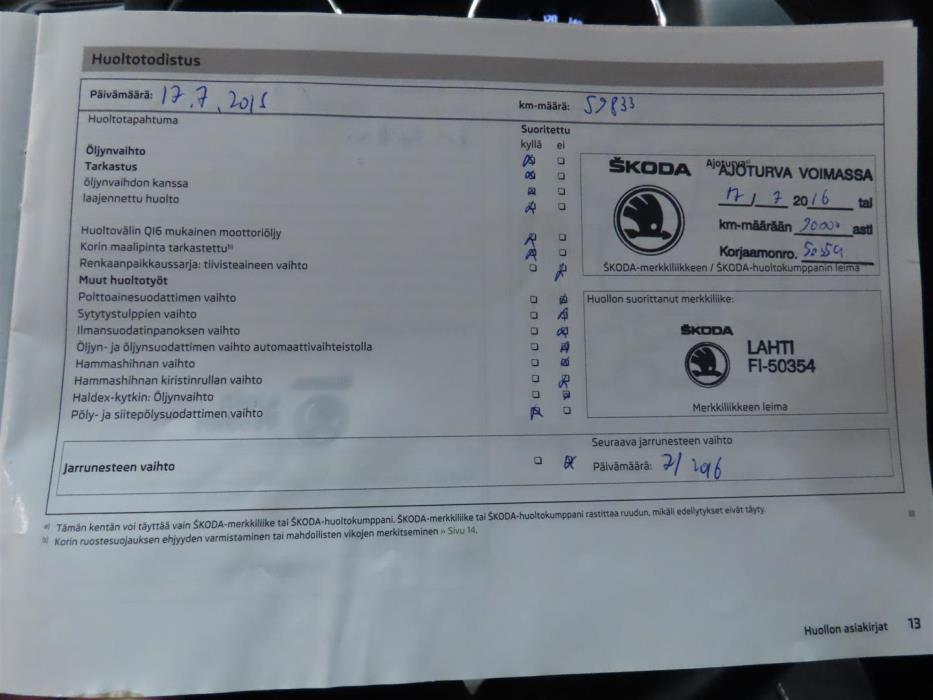 Huoltotodistus
Päivämäärä: 17.7.2015 km-määrä: 59833
Huoltotapahtuma Suoritettu
kyllä ei
Öljynvaihto
Tarkastus
öljynvaihdon kanssa
laajennettu huolto
Huoltovälin QI6 mukainen moottoriöljy
Korin maalipinta tarkastettu b)
Renkaanpaikkaussarja: tiivisteaineen vaihto
Muut huoltotyöt
Polttoainesuodattimen vaihto
Sytytystulppien vaihto
Ilmansuodatinpanoksen vaihto
Öljyn- ja öljynsuodattimen vaihto automaattivaihteistolla
Hammashihnan vaihto
Hammashihnan kiristinrullan vaihto
Haldex-kytkin: Öljynvaihto
Pöly- ja siitepölysuodattimen vaihto
ŠKODA Ajoturva a)
AJOTURVA VOIMASSA
17/7 2016 tai
km-määrään 90000 asti
Korjaamonro. 50354
ŠKODA-merkkiliikkeen / ŠKODA-huoltokumppanin leima
Huollon suorittanut merkkiliike:
ŠKODA
LAHTI
FI-50354
Merkkiliikkeen leima
Jarrunesteen vaihto
Seuraava jarrunesteen vaihto
Päivämäärä: 7/2016
a) Tämän kentän voi täyttää vain ŠKODA-merkkiliike tai ŠKODA-huoltokumppani. ŠKODA-merkkiliike tai ŠKODA-huoltokumppani rastittaa ruudun, mikäli edellytykset eivät täyty.
b) Korin ruostesuojauksen ehjyyden varmistaminen tai mahdollisten vikojen merkitseminen » Sivu 14.
Huollon asiakirjat 13